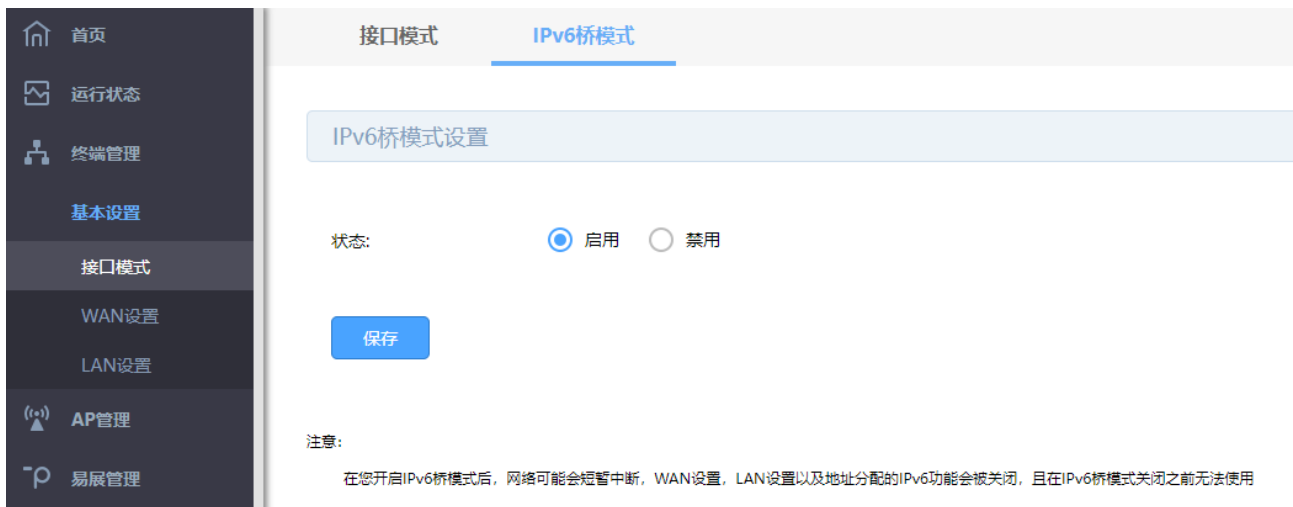 首页
运行状态
终端管理
基本设置
接口模式
WAN设置
LAN设置
AP管理
易展管理
接口模式 IPv6桥模式
IPv6桥模式设置
状态: 启用 禁用
保存
注意:
在您开启IPv6桥模式后，网络可能会短暂中断，WAN设置，LAN设置以及地址分配的IPv6功能会被关闭，且在IPv6桥模式关闭之前无法使用